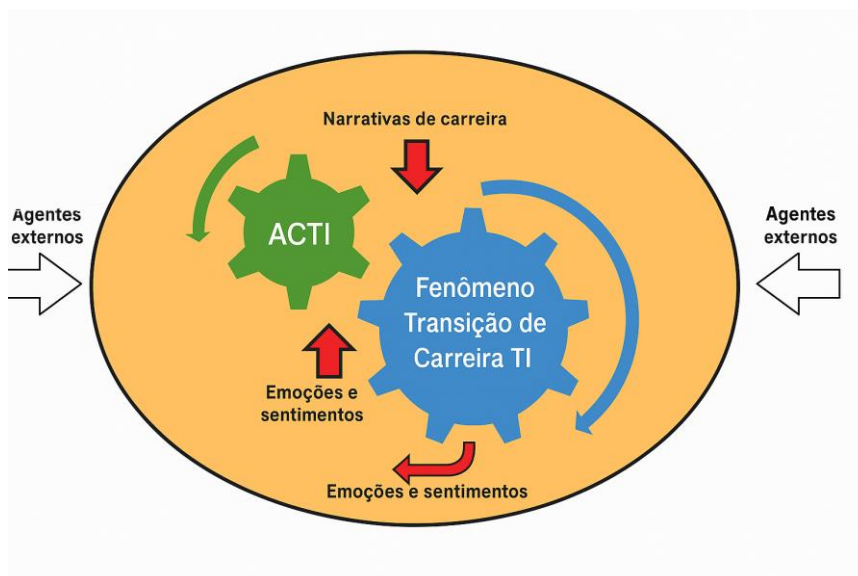 Narrativas de carreira
ACTI
Agentes
externos
Agentes
externos
Fenômeno
Transição de
Carreira TI
Emoções e
sentimentos
Emoções e sentimentos